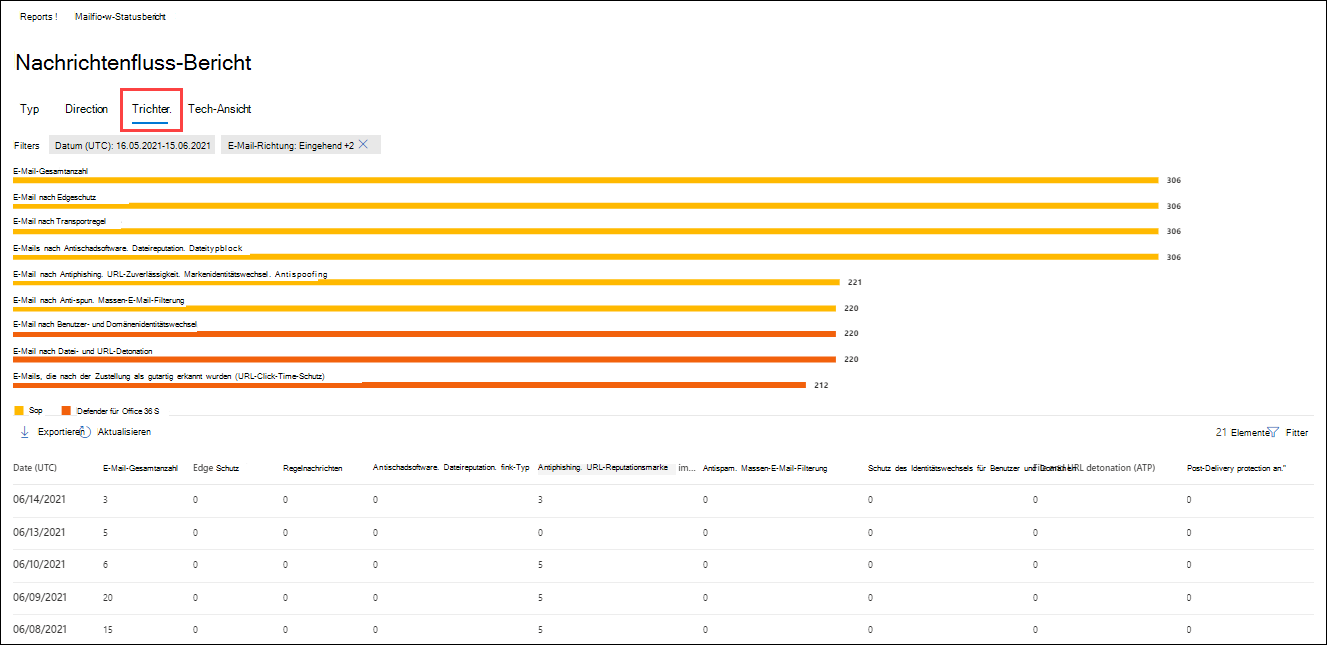 Reports ! Mailfio•w-Statusbericht
Nachrichtenfluss-Bericht
Typ Direction Trichter. Tech-Ansicht
Filters Datum (UTC): 16.05.2021-15.06.2021 E-Mail-Richtung: Eingehend +2
E-Mail-Gesamtanzahl
306
E-Mail nach Edgeschutz
306
E-Mail nach Transportregel
306
E-Mails nach Antischadsoftware. Dateireputation. Dateitypblock
306
E-Mail nach Antiphishing. URL-Zuverlässigkeit. Markenidentitätswechsel. Antispoofing
221
E-Mail nach Anti-spun. Massen-E-Mail-Filterung
220
E-Mail nach Benutzer- und Domänenidentitätswechsel
220
E-Mail nach Datei- und URL-Detonation
220
E-Mails, die nach der Zustellung als gutartig erkannt wurden (URL-Click-Time-Schutz)
212
Sop Defender für Office 36 S
Exportieren Aktualisieren 21 Elemente Fitter
Date (UTC) E-Mail-Gesamtanzahl Edge Schutz Regelnachrichten Antischadsoftware. Dateireputation. fink-Typ Antiphishing. URL-Reputationsmarke im... Antispam. Massen-E-Mail-Filterung Schutz des Identitätswechsels für Benutzer und URL detonation (ATP) Post-Delivery protection an."
06/14/2021 3 0 0 0 3 0 0 0 0
06/13/2021 5 0 0 0 0 0 0 0 0
06/10/2021 6 0 0 0 5 0 0 0 0
06/09/2021 20 0 0 0 5 0 0 0 0
06/08/2021 15 0 0 0 5 0 0 0 0